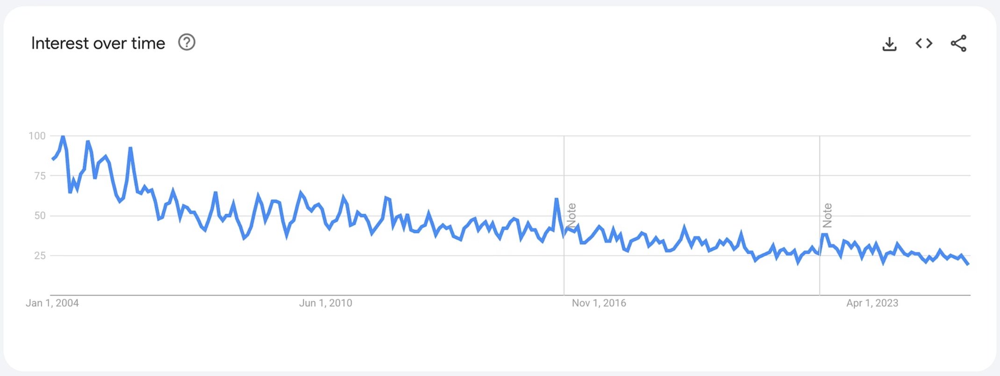 Interest over time
100
75
50
25
Note
Note
Jan 1, 2004
Jun 1, 2010
Nov 1, 2016
Apr 1, 2023